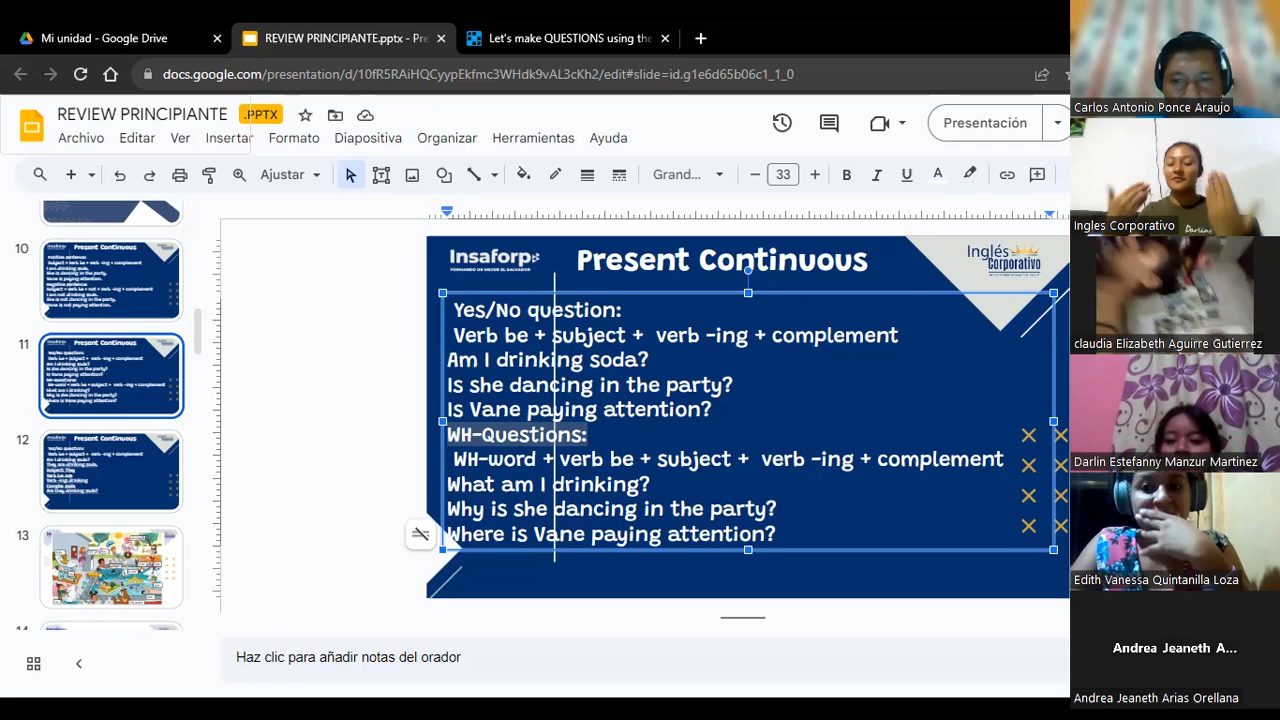 Mi unidad - Google Drive
REVIEW PRINCIPIANTE.pptx - Pre
Let's make QUESTIONS using the
docs.google.com/presentation/d/10fR5RAiHQCyypEkfmc3WHdk9vAL3cKh2/edit#slide=id.g1e6d65b06c1_1_0
REVIEW PRINCIPIANTE
.PPTX
Archivo Editar Ver Insertar Formato Diapositiva Organizar Herramientas Ayuda
Presentación
Ajustar
Grand...
33
B I U A
10
11
12
13
Present Continuous
Present Continuous
Insaforp
FORMANDO UN MEJOR EL SALVADOR
Present Continuous
Inglés
Corporativo
Yes/No question:
Verb be + subject + verb -ing + complement
Am I drinking soda?
Is she dancing in the party?
Is Vane paying attention?
WH-Questions:
WH-word + verb be + subject + verb -ing + complement
What am I drinking?
Why is she dancing in the party?
Where is Vane paying attention?
Haz clic para añadir notas del orador
Carlos Antonio Ponce Araujo
Ingles Corporativo
claudia Elizabeth Aguirre Gutierrez
Darlin Estefanny Manzur Martinez
Edith Vanessa Quintanilla Loza
Andrea Jeaneth A...
Andrea Jeaneth Arias Orellana